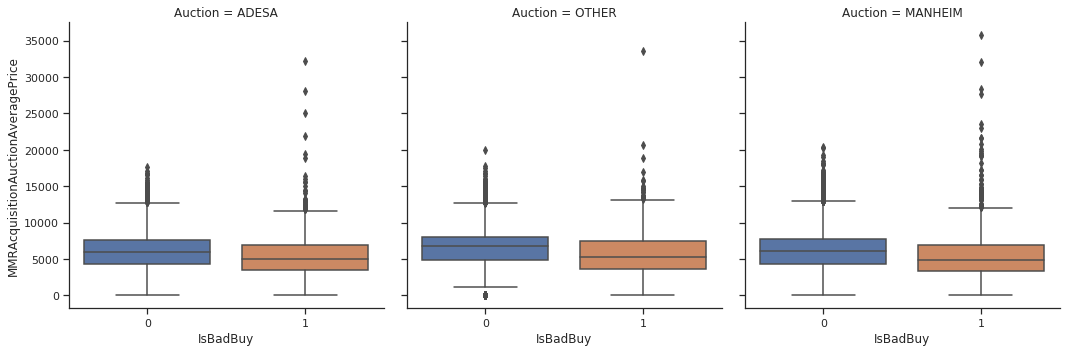 Auction = ADESA
Auction = OTHER
Auction = MANHEIM
MMRAcquisitionAuctionAveragePrice
35000
30000
25000
20000
15000
10000
5000
0
0 1
0 1
0 1
IsBadBuy
IsBadBuy
IsBadBuy